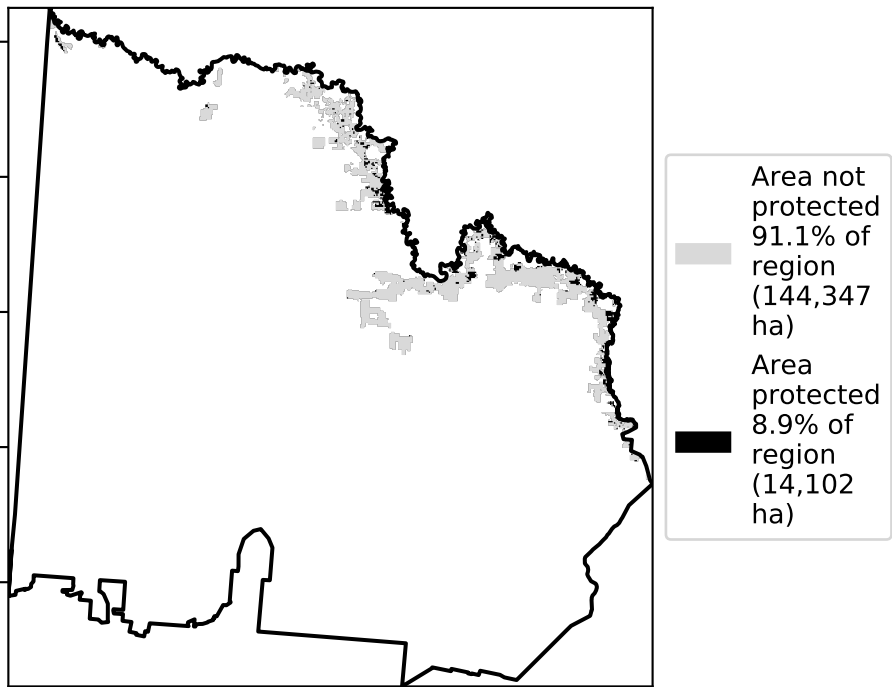 Area not
protected
91.1% of
region
(144,347
ha)
Area
protected
8.9% of
region
(14,102
ha)